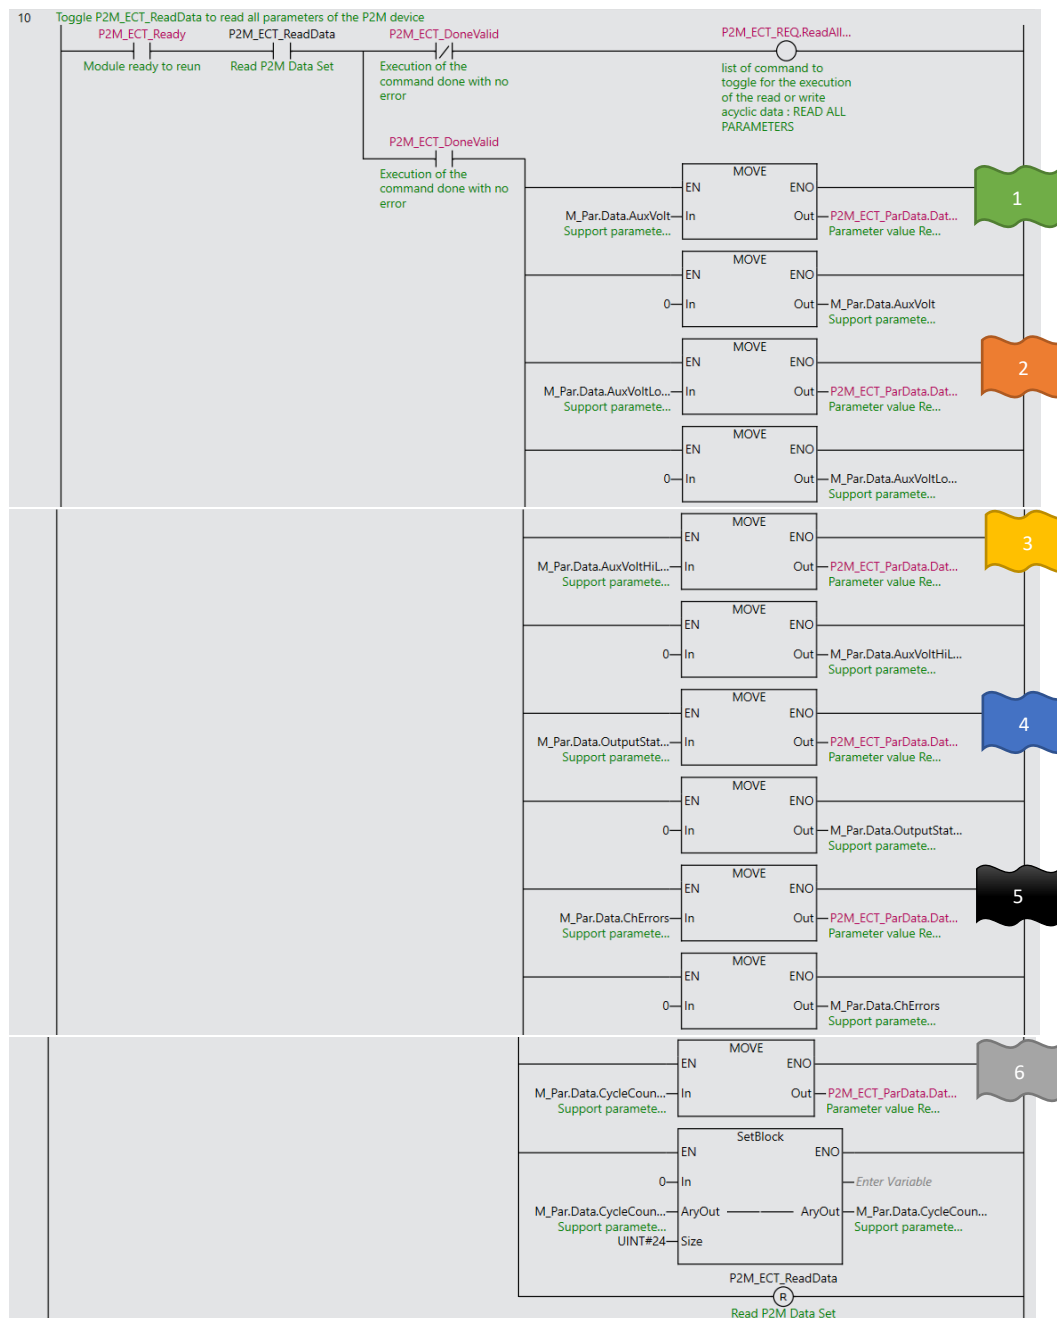 10 Toggle P2M_ECT_ReadData to read all parameters of the P2M device
P2M_ECT_Ready P2M_ECT_ReadData P2M_ECT_DoneValid P2M_ECT_REQ.ReadAll...
Module ready to reun Read P2M Data Set Execution of the
command done with no
error
list of command to
toggle for the execution
of the read or write
acyclic data : READ ALL
PARAMETERS
P2M_ECT_DoneValid
Execution of the
command done with no
error
MOVE
EN ENO
1
M_Par.Data.AuxVolt In Out P2M_ECT_ParData.Dat...
Support paramete... Parameter value Re...
MOVE
EN ENO
0 In Out M_Par.Data.AuxVolt
Support paramete...
MOVE
EN ENO
2
M_Par.Data.AuxVoltLo... In Out P2M_ECT_ParData.Dat...
Support paramete... Parameter value Re...
MOVE
EN ENO
0 In Out M_Par.Data.AuxVoltLo...
Support paramete...
MOVE
EN ENO
3
M_Par.Data.AuxVoltHiL... In Out P2M_ECT_ParData.Dat...
Support paramete... Parameter value Re...
MOVE
EN ENO
0 In Out M_Par.Data.AuxVoltHiL...
Support paramete...
MOVE
EN ENO
4
M_Par.Data.OutputStat... In Out P2M_ECT_ParData.Dat...
Support paramete... Parameter value Re...
MOVE
EN ENO
0 In Out M_Par.Data.OutputStat...
Support paramete...
MOVE
EN ENO
5
M_Par.Data.ChErrors In Out P2M_ECT_ParData.Dat...
Support paramete... Parameter value Re...
MOVE
EN ENO
0 In Out M_Par.Data.ChErrors
Support paramete...
MOVE
EN ENO
6
M_Par.Data.CycleCoun... In Out P2M_ECT_ParData.Dat...
Support paramete... Parameter value Re...
SetBlock
EN ENO
0 In Enter Variable
M_Par.Data.CycleCoun... AryOut AryOut M_Par.Data.CycleCoun...
Support paramete... Support paramete...
UINT#24 Size
P2M_ECT_ReadData
R
Read P2M Data Set